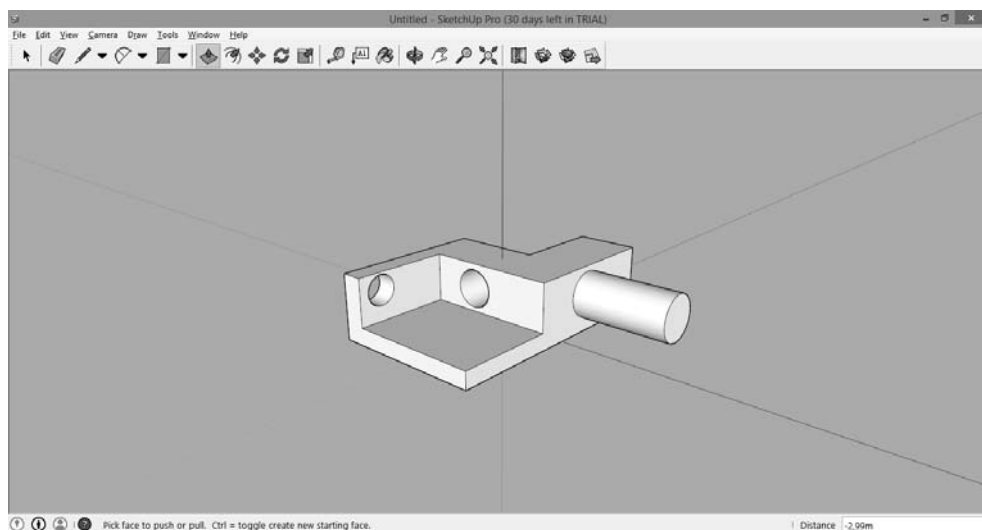 Untitled - SketchUp Pro (30 days left in TRIAL)
File Edit View Camera Draw Tools Window Help
A1
Pick face to push or pull. Ctrl = toggle create new starting face.
Distance -2.99m